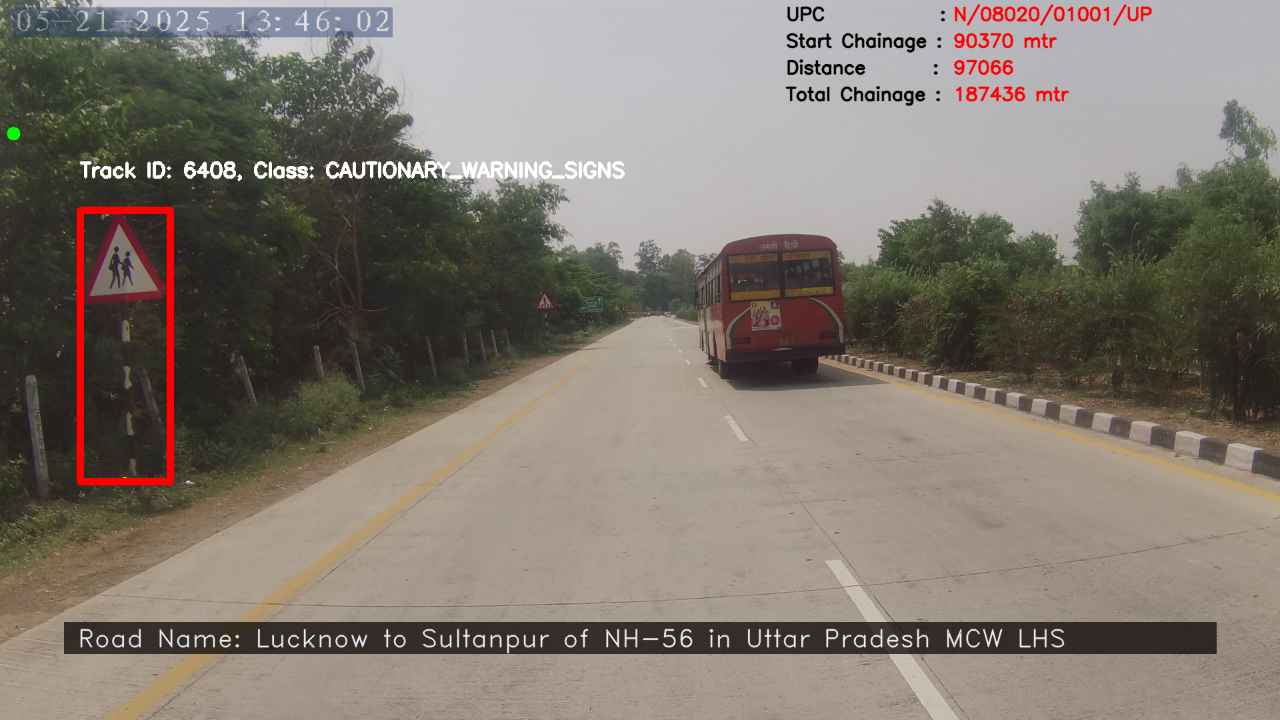 05-21-2025 13:46:02
UPC : N/08020/01001/UP
Start Chainage : 90370 mtr
Distance : 97066
Total Chainage : 187436 mtr
Track ID: 6408, Class: CAUTIONARY_WARNING_SIGNS
Road Name: Lucknow to Sultanpur of NH-56 in Uttar Pradesh MCW LHS